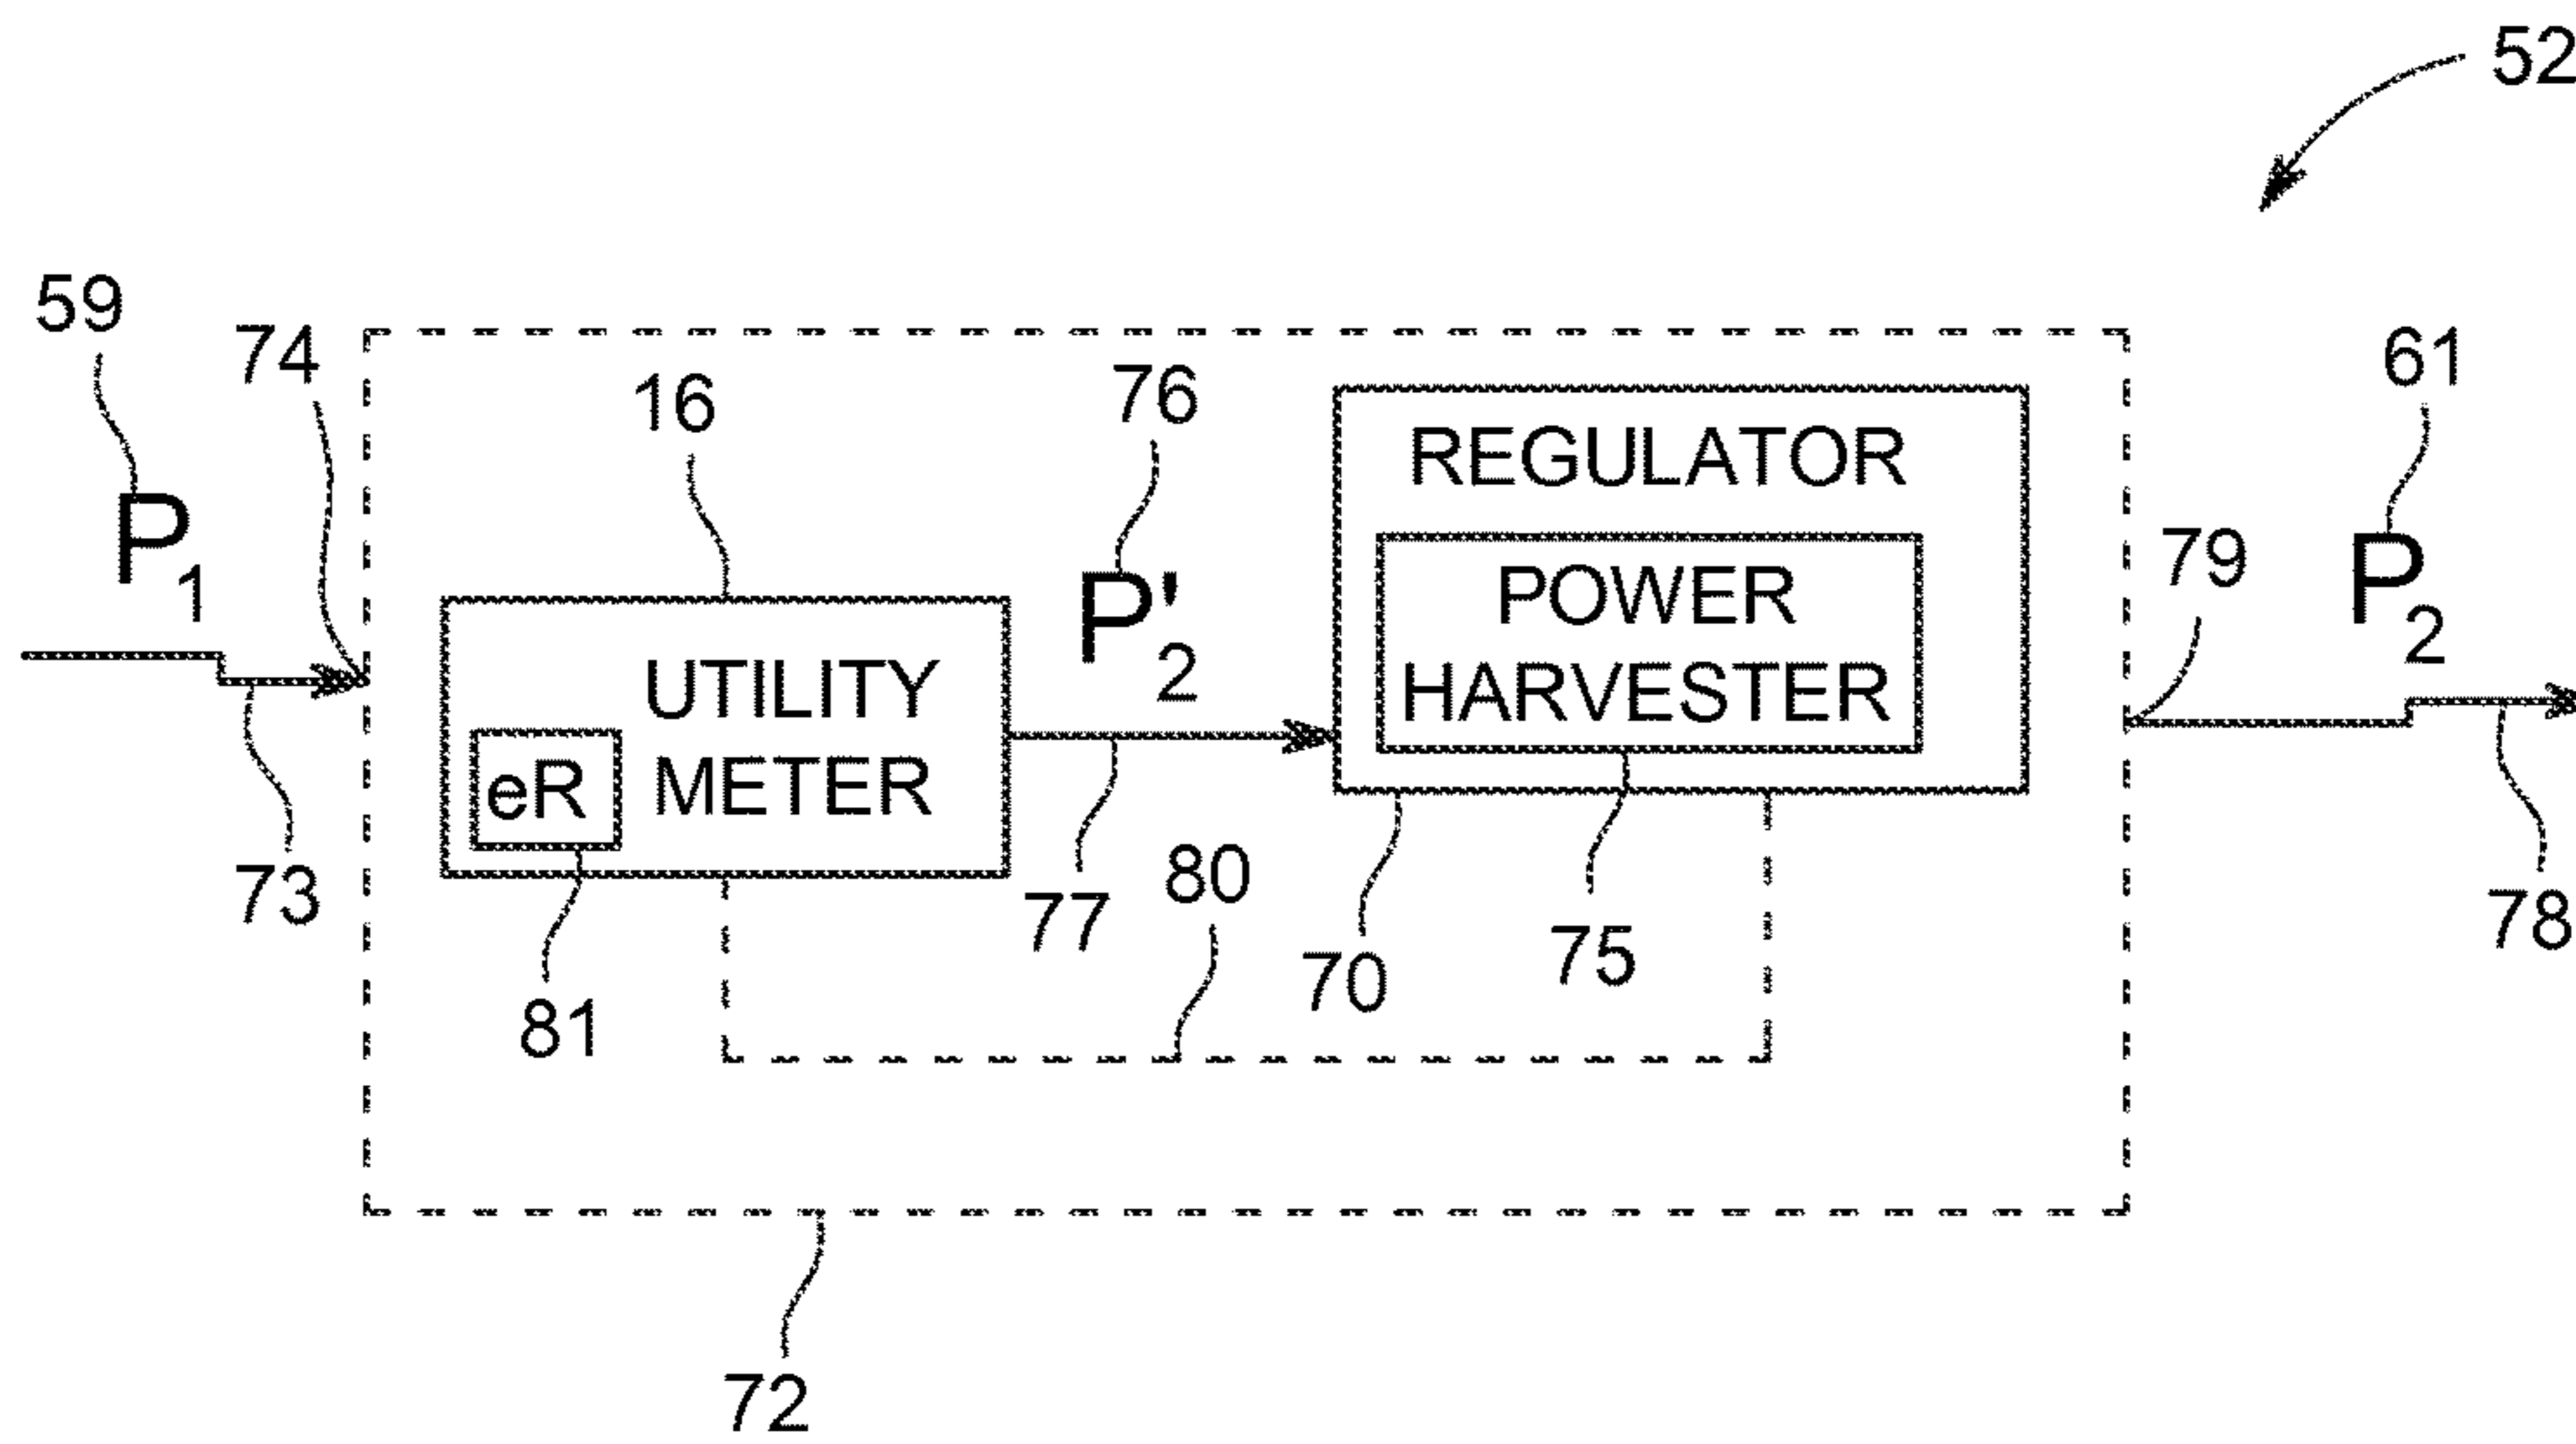 52
59
74
16
76
61
P1
REGULATOR
79
P'2
POWER
HARVESTER
P2
UTILITY
METER
eR
73
81
77
80
70
75
78
72